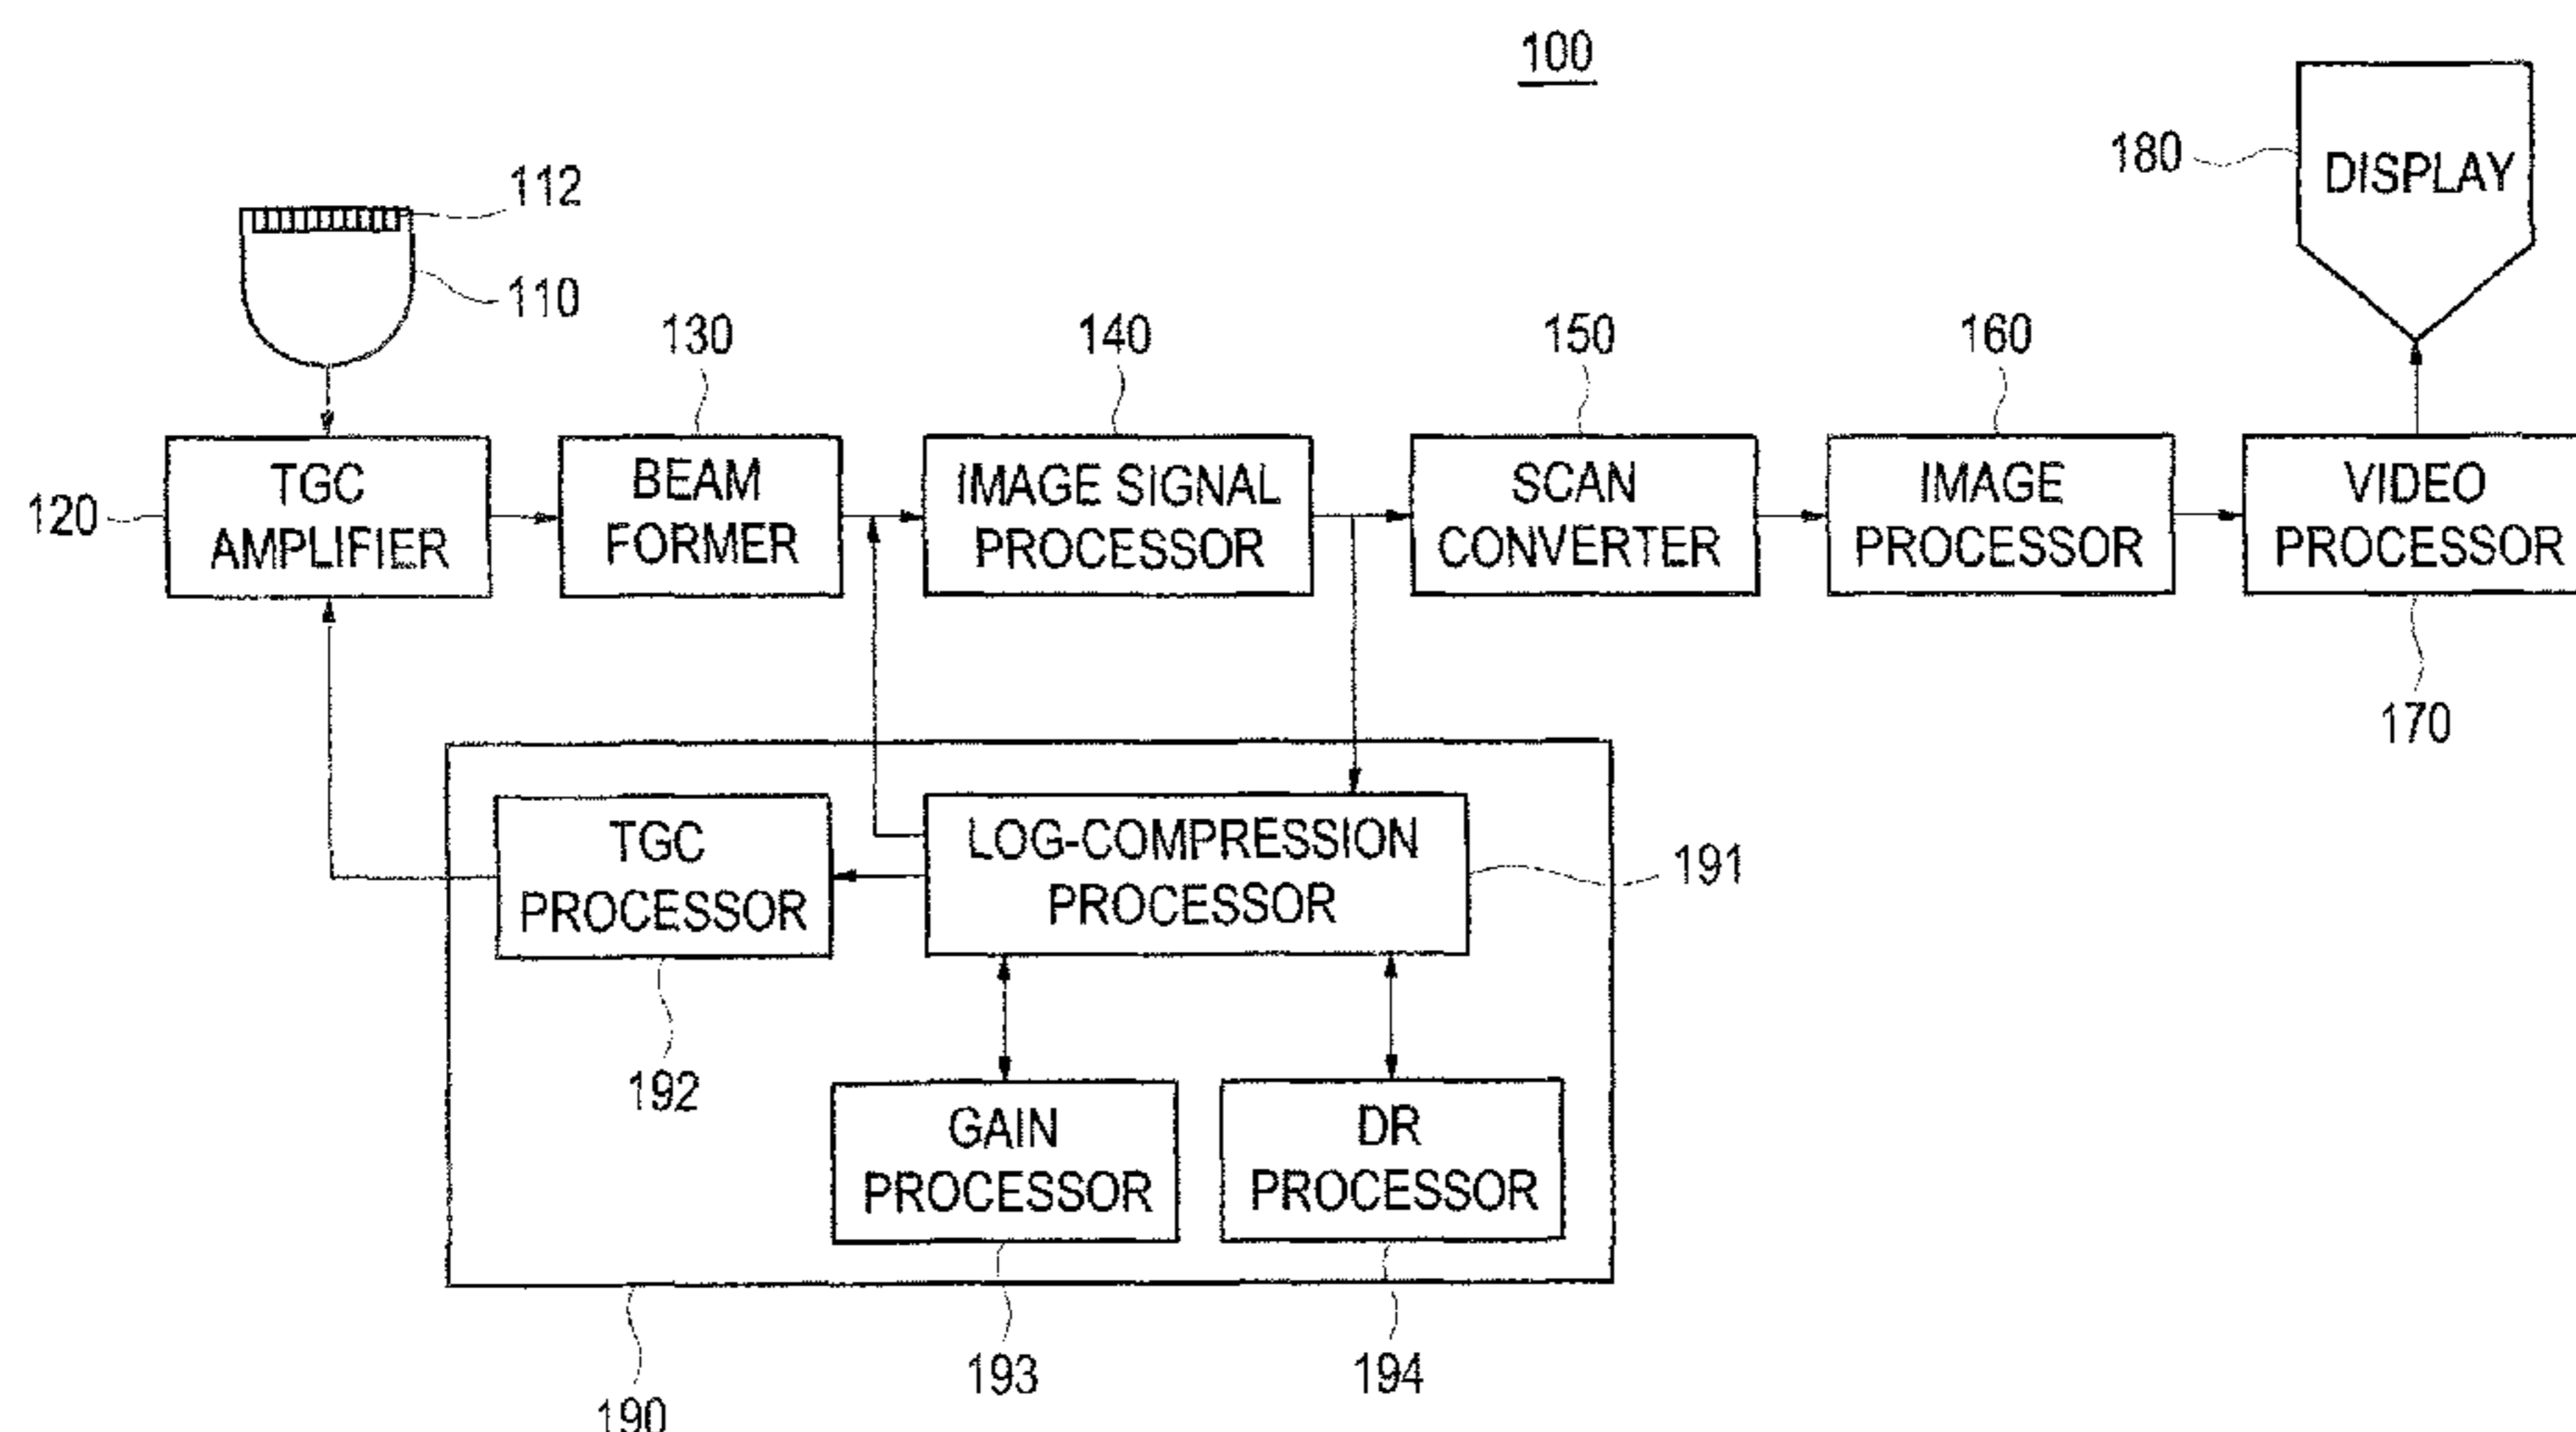 100
112
110
180
DISPLAY
130
140
150
160
120
TGC
AMPLIFIER
BEAM
FORMER
IMAGE SIGNAL
PROCESSOR
SCAN
CONVERTER
IMAGE
PROCESSOR
VIDEO
PROCESSOR
170
TGC
PROCESSOR
LOG-COMPRESSION
PROCESSOR
191
192
GAIN
PROCESSOR
DR
PROCESSOR
193
194
190